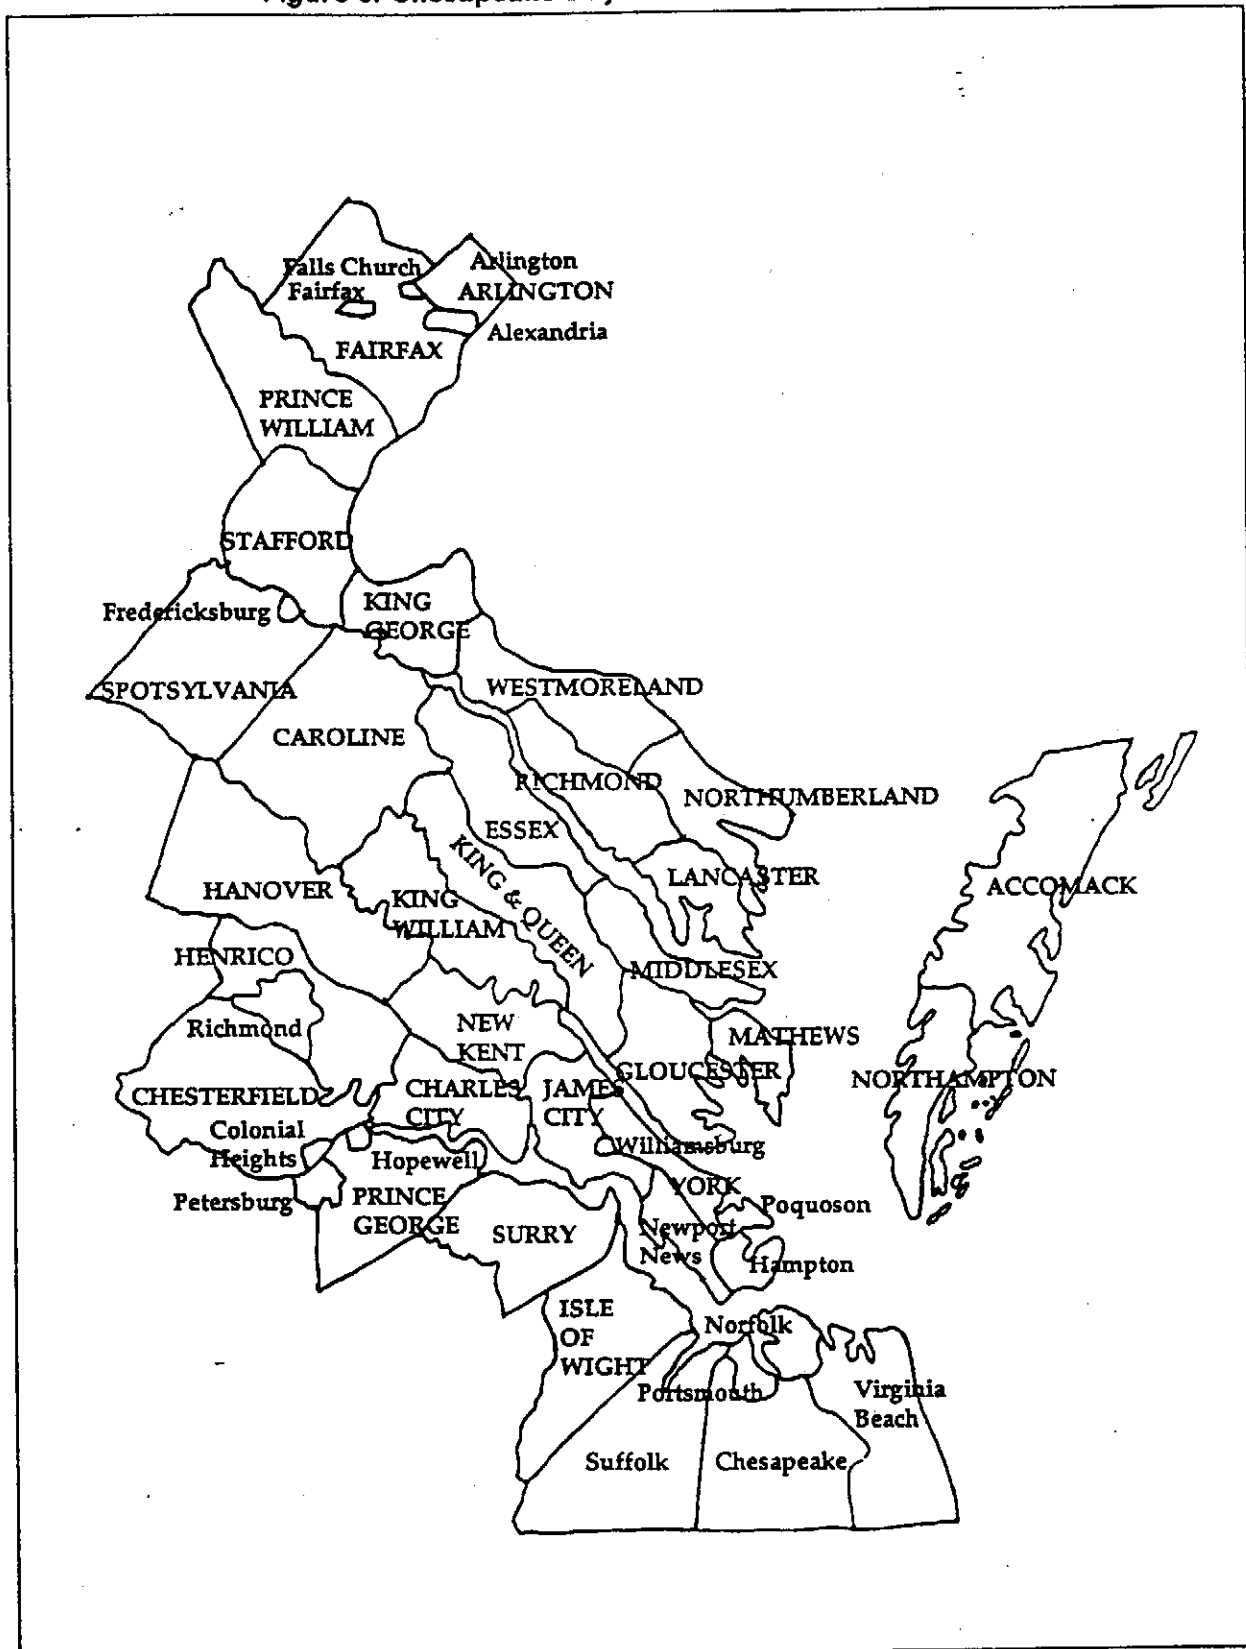 Falls Church
Arlington
Fairfax
ARLINGTON
Alexandria
FAIRFAX
PRINCE
WILLIAM
STAFFORD
Fredericksburg
KING
GEORGE
SPOTSYLVANIA
WESTMORELAND
CAROLINE
RICHMOND
NORTHUMBERLAND
ESSEX
KING & QUEEN
LANCASTER
ACCOMACK
HANOVER
KING
WILLIAM
HENRICO
MIDDLESEX
Richmond
NEW
KENT
MATHEWS
GLOUCESTER
NORTHAMPTON
CHESTERFIELD
CHARLES
CITY
JAMES
CITY
Colonial
Heights
Hopewell
Williamsburg
Petersburg
PRINCE
GEORGE
YORK
Poquoson
SURRY
Newport
News
Hampton
ISLE
OF
WIGHT
Norfolk
Portsmouth
Virginia
Beach
Suffolk
Chesapeake